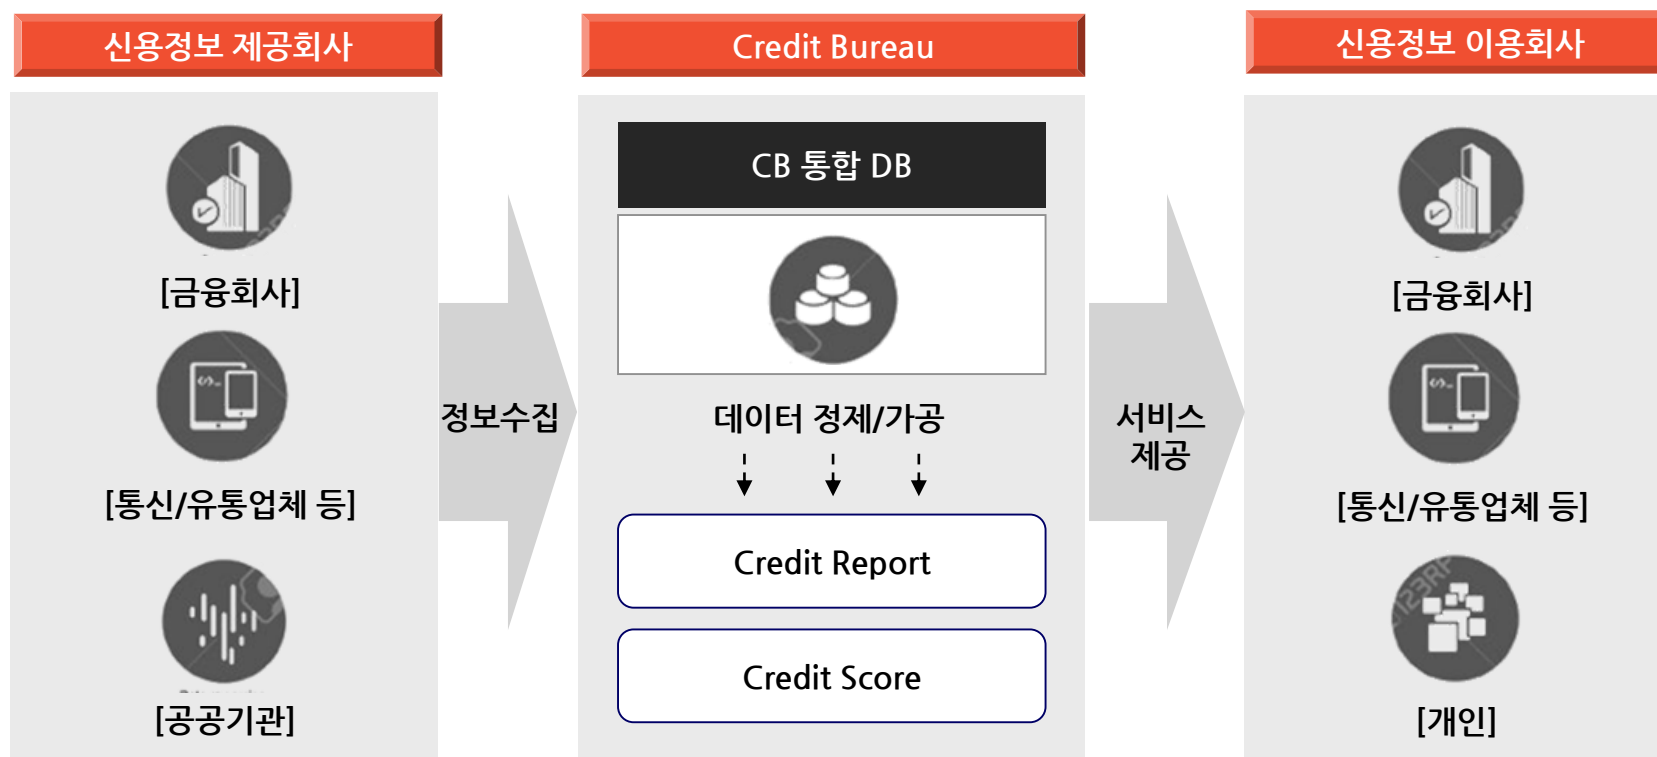 신용정보 제공회사
[금융회사]
[통신/유통업체 등]
[공공기관]
정보수집
Credit Bureau
CB 통합 DB
데이터 정제/가공
Credit Report
Credit Score
서비스
제공
신용정보 이용회사
[금융회사]
[통신/유통업체 등]
[개인]